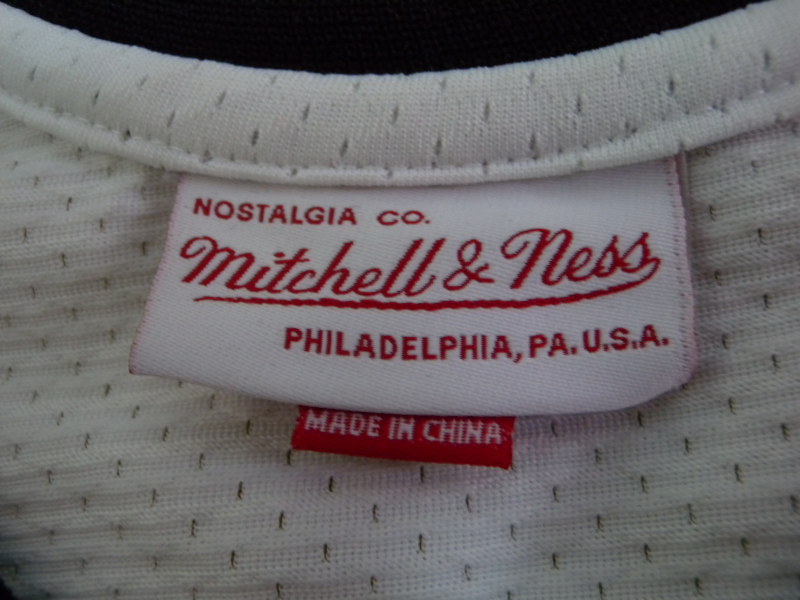 NOSTALGIA CO.
Mitchell & Ness
PHILADELPHIA, PA. U.S.A.
MADE IN CHINA